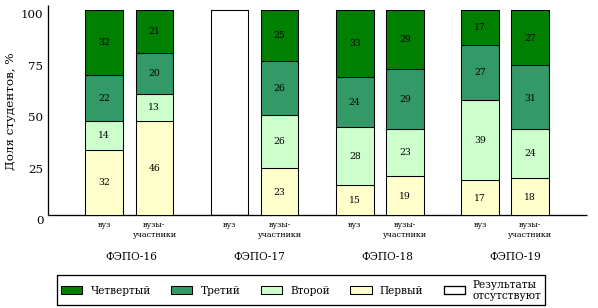 100
75
50
25
0
Доля студентов, %
32
22
14
32
21
20
13
46
25
26
26
23
33
24
28
15
29
29
23
19
17
27
39
17
27
31
24
18
вуз
вузы-
участники
вуз
вузы-
участники
вуз
вузы-
участники
вуз
вузы-
участники
ФЭПО-16
ФЭПО-17
ФЭПО-18
ФЭПО-19
Четвертый
Третий
Второй
Первый
Результаты
отсутствуют